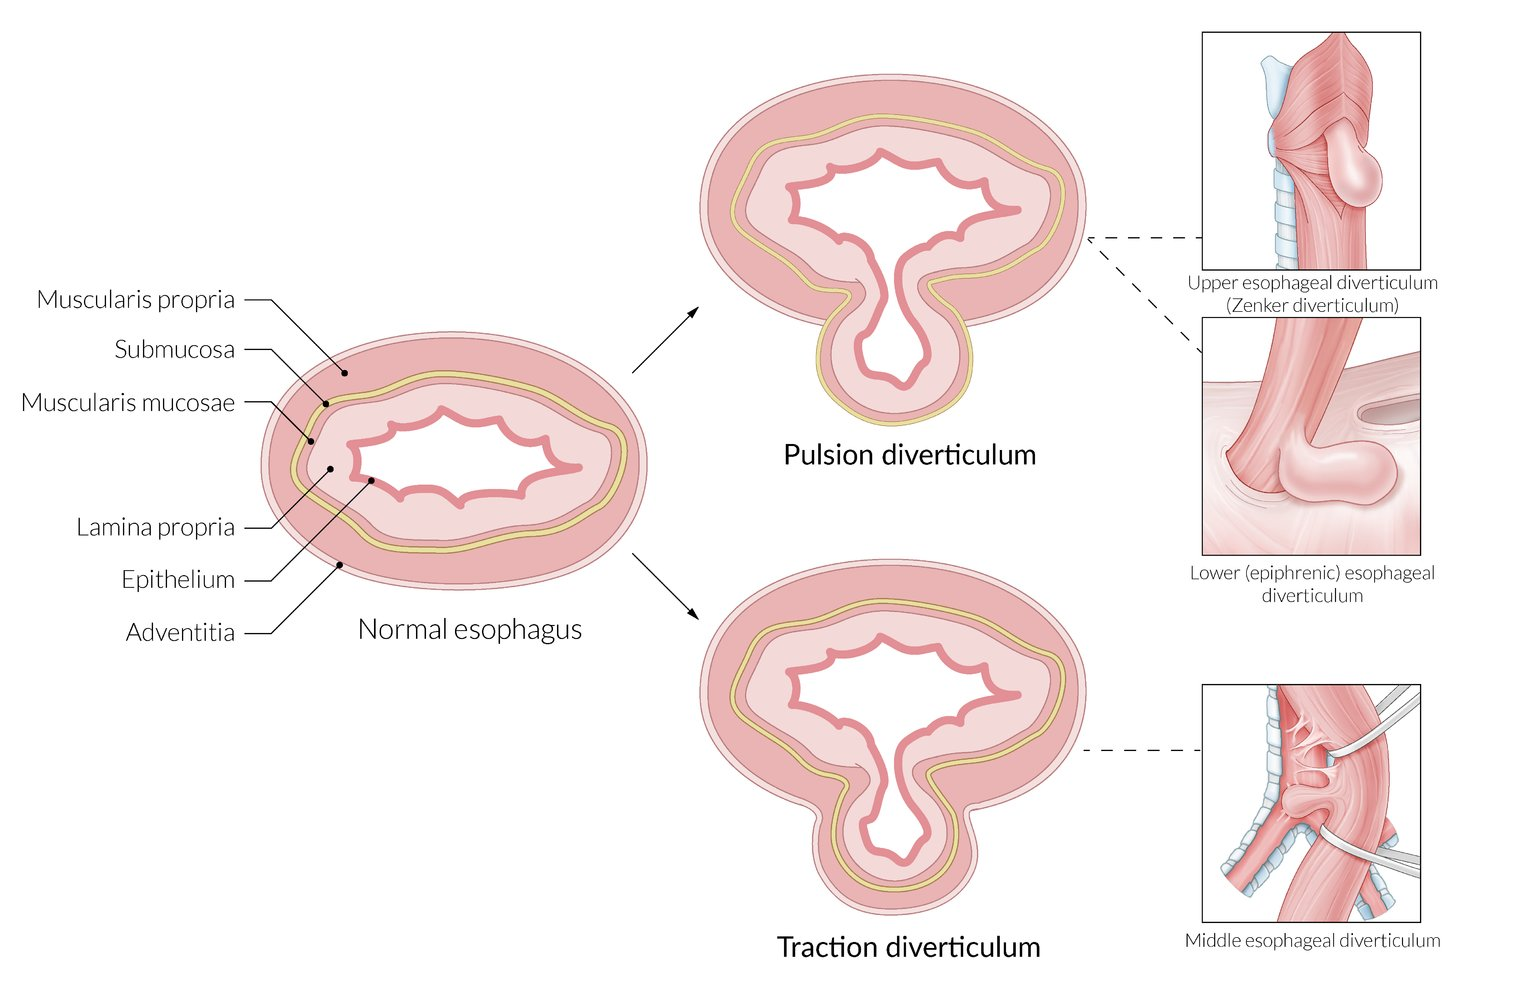 Muscularis propria
Submucosa
Muscularis mucosae
Lamina propria
Epithelium
Adventitia
Normal esophagus
Pulsion diverticulum
Traction diverticulum
Upper esophageal diverticulum
(Zenker diverticulum)
Lower (epiphrenic) esophageal
diverticulum
Middle esophageal diverticulum